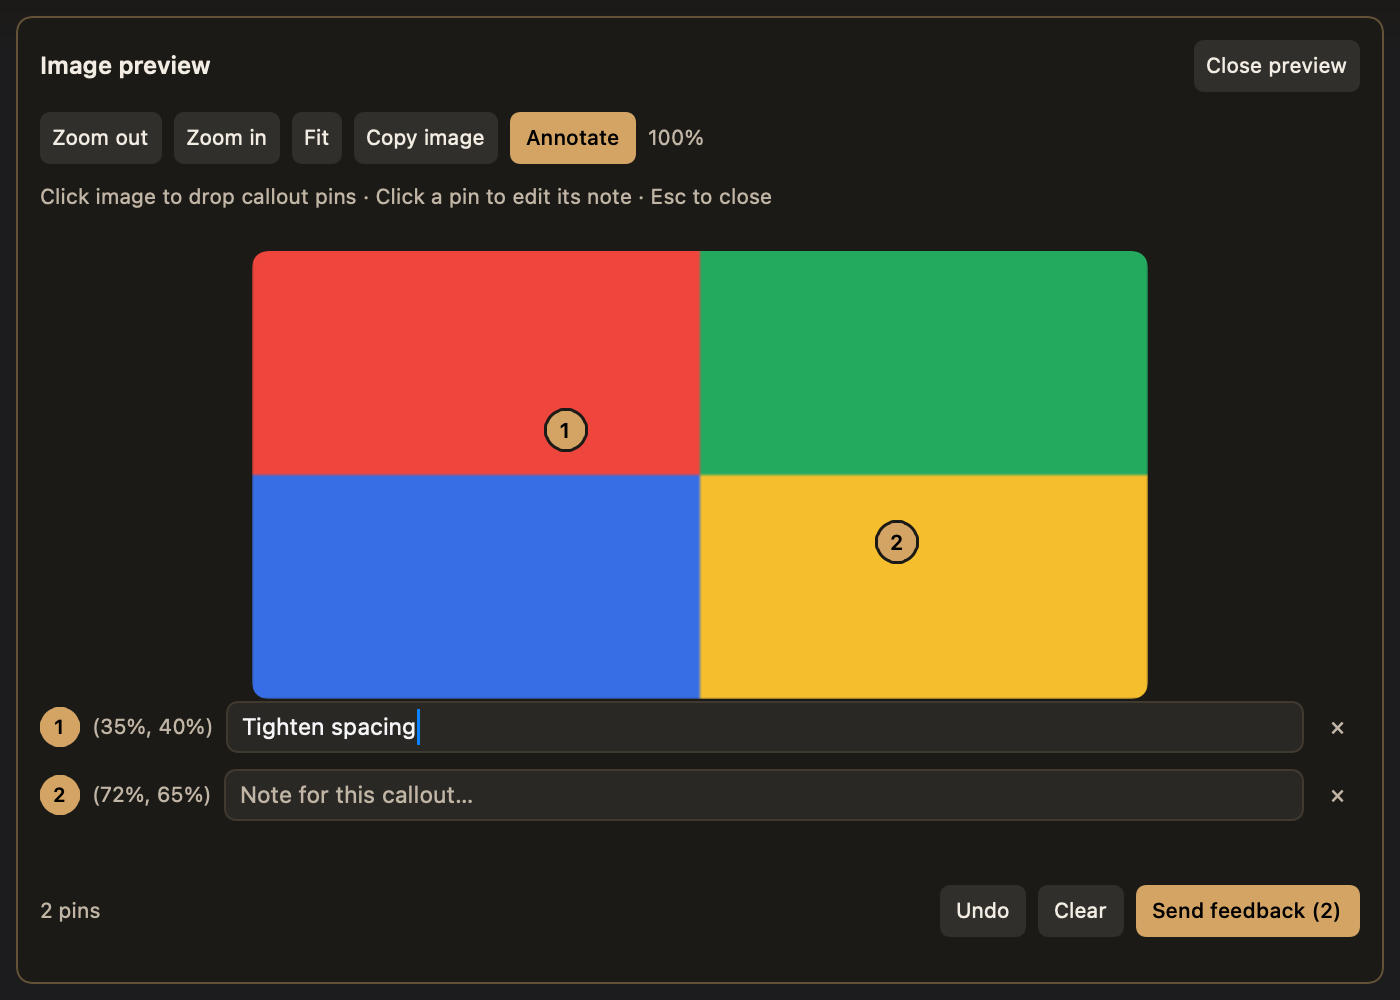 Image preview
Close preview
Zoom out Zoom in Fit Copy image Annotate 100%
Click image to drop callout pins · Click a pin to edit its note · Esc to close
1
2
1 (35%, 40%) Tighten spacing ×
2 (72%, 65%) Note for this callout... ×
2 pins Undo Clear Send feedback (2)